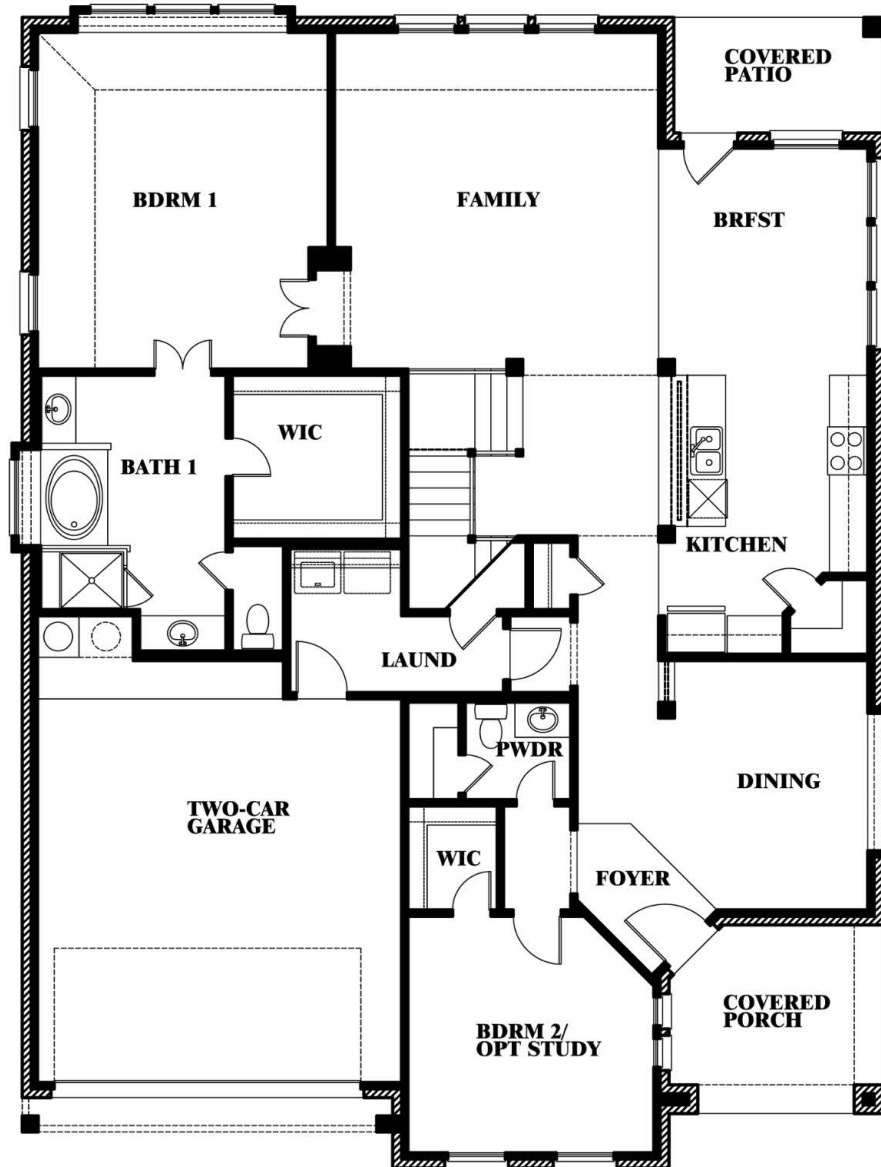 COVERED
PATIO
BDRM 1
FAMILY
BRFST
WIC
BATH 1
KITCHEN
LAUND
PWDR
DINING
TWO-CAR
GARAGE
WIC
FOYER
COVERED
PORCH
BDRM 2/
OPT STUDY